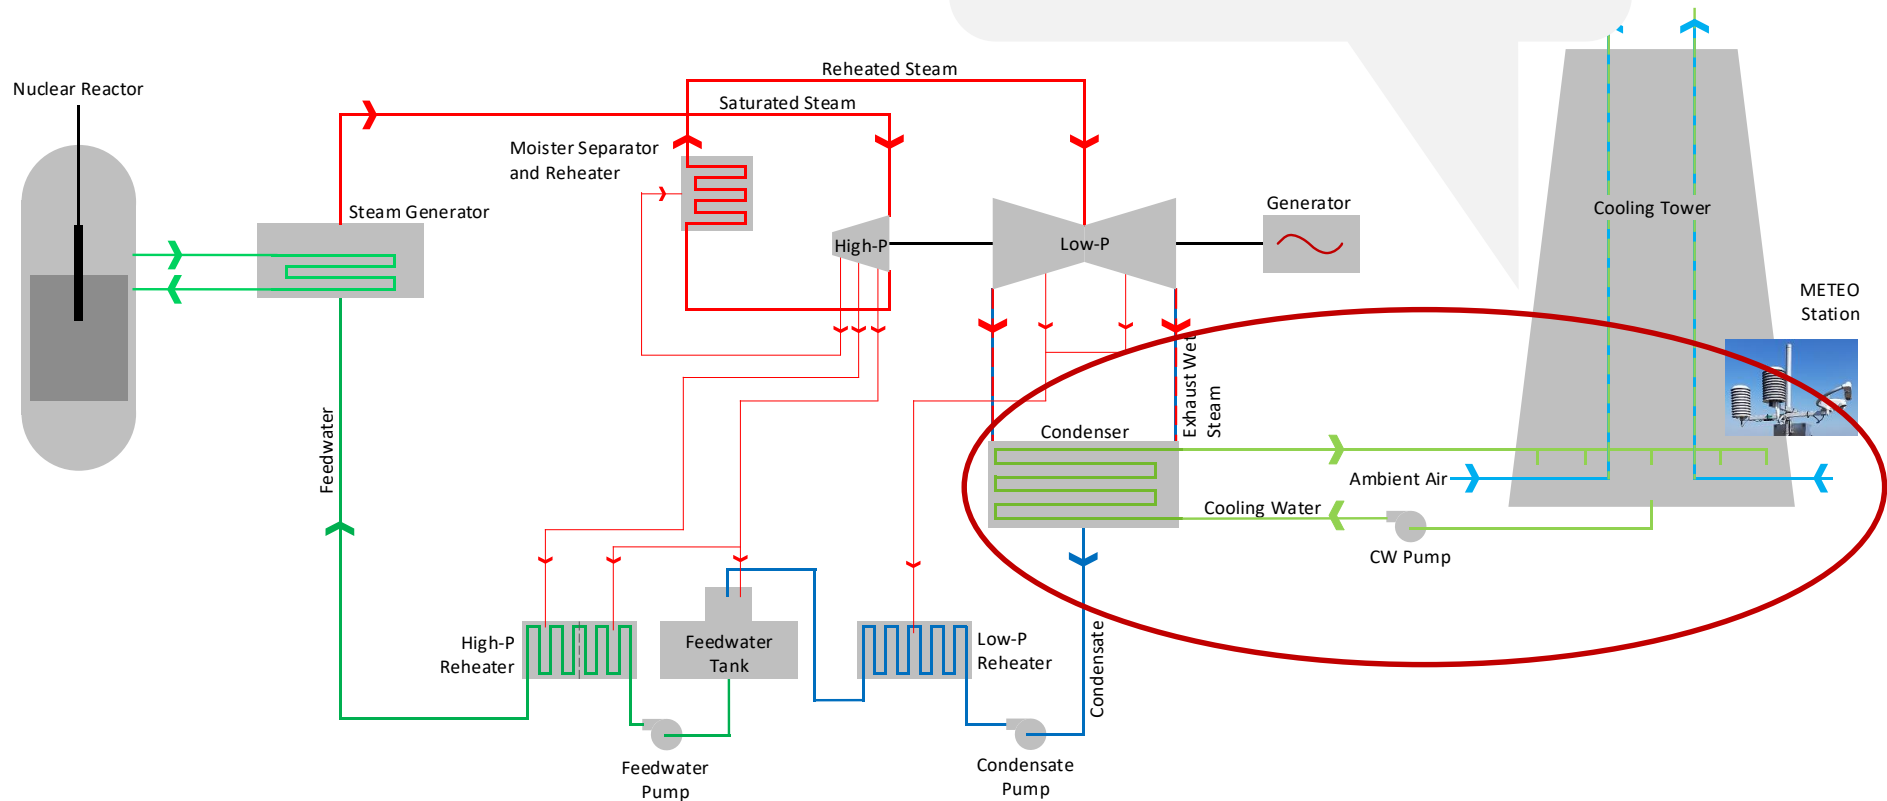 Nuclear Reactor
Reheated Steam
Saturated Steam
Moister Separator
and Reheater
Steam Generator
High-P
Low-P
Generator
Cooling Tower
METEO
Station
Exhaust Wet
Steam
Feedwater
Condenser
Ambient Air
Cooling Water
CW Pump
High-P
Reheater
Feedwater
Tank
Low-P
Reheater
Condensate
Feedwater
Pump
Condensate
Pump